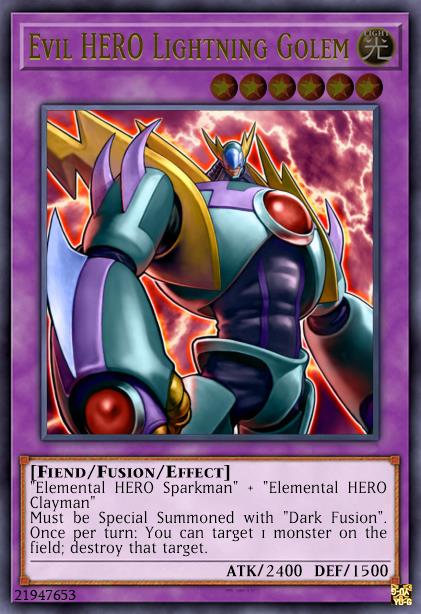 Evil HERO Lightning Golem
LIGHT
光
[Fiend/Fusion/Effect]
"Elemental HERO Sparkman" + "Elemental HERO
Clayman"
Must be Special Summoned with "Dark Fusion".
Once per turn: You can target 1 monster on the
field; destroy that target.
ATK/2400 DEF/1500
21947653